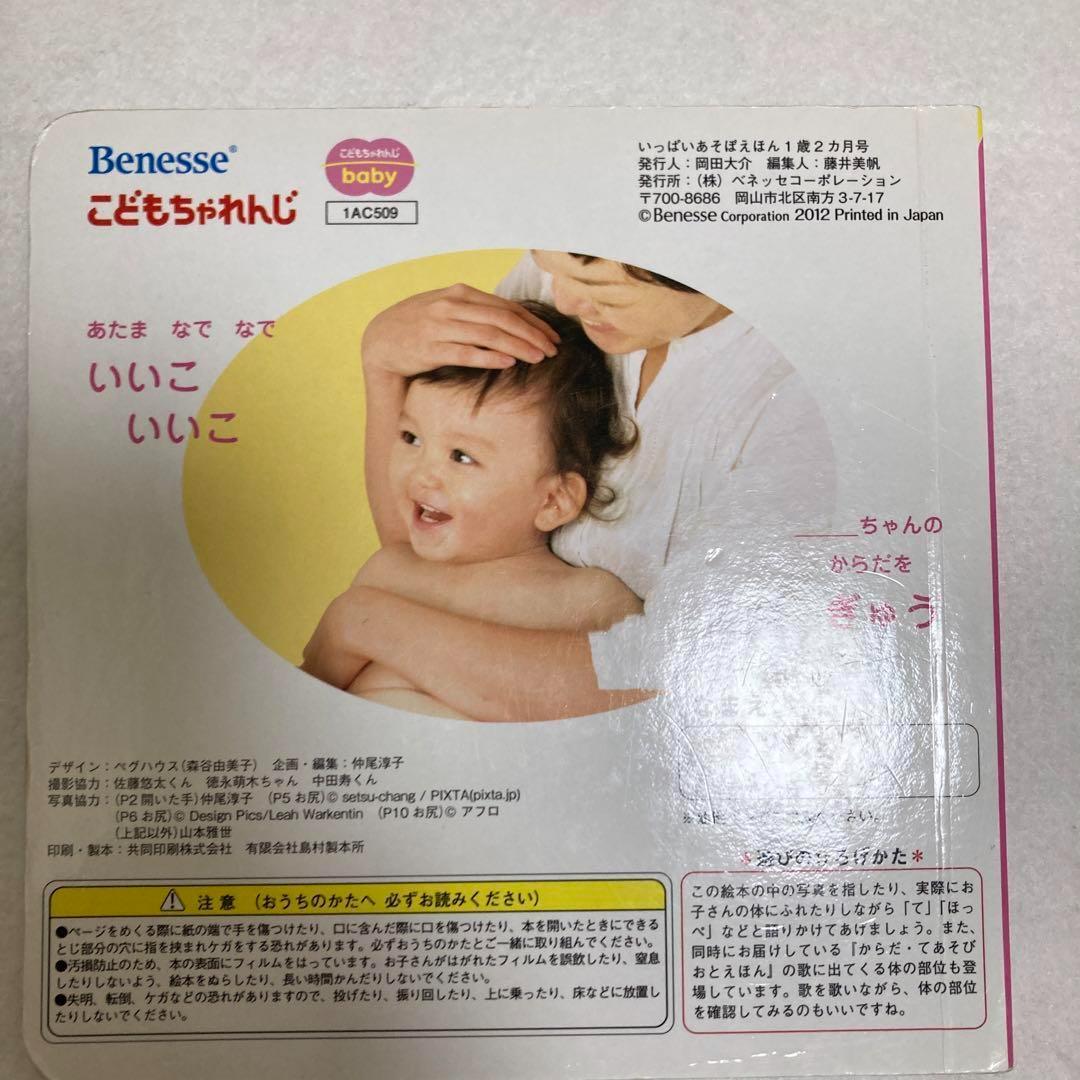 Benesse®
こどもちゃれんじ
こどもちゃれんじ
baby
1AC509
いっぱいあそぼえほん1歳2カ月号
発行人：岡田大介 編集人：藤井美帆
発行所：（株）ベネッセコーポレーション
〒700-8686 岡山市北区南方3-7-17
©Benesse Corporation 2012 Printed in Japan
あたま なで なで
いいこ
いいこ
ちゃんの
からだを
ぎゅう
デザイン：ペグハウス（森谷由美子） 企画・編集：仲尾淳子
撮影協力：佐藤悠太くん 徳永萌木ちゃん 中田寿くん
写真協力：（P2 開いた手）仲尾淳子 （P5 お尻）© setsu-chang / PIXTA(pixta.jp)
（P6 お尻）© Design Pics/Leah Warkentin （P10 お尻）© アフロ
（上記以外）山本雅世
印刷・製本：共同印刷株式会社 有限会社島村製本所
注意 （おうちのかたへ 必ずお読みください）
●ページをめくる際に紙の端で手を傷つけたり、口に含んだ際に口を傷つけたり、本を開いたときにできる
とじ部分の穴に指を挟まれケガをする恐れがあります。必ずおうちのかたとご一緒に取り組んでください。
●汚損防止のため、本の表面にフィルムをはっています。お子さんがはがれたフィルムを誤飲したり、窒息
したりしないよう、絵本をぬらしたり、長い時間かんだりしないでください。
●失明、転倒、ケガなどの恐れがありますので、投げたり、振り回したり、上に乗ったり、床などに放置し
たりしないでください。
＊遊びのひろげかた＊
この絵本の中の写真を指したり、実際にお
子さんの体にふれたりしながら「て」「ほっ
ぺ」などと語りかけてあげましょう。また、
同時にお届けしている『からだ・てあそび
おとえほん』の歌に出てくる体の部位も登
場しています。歌を歌いながら、体の部位
を確認してみるのもいいですね。